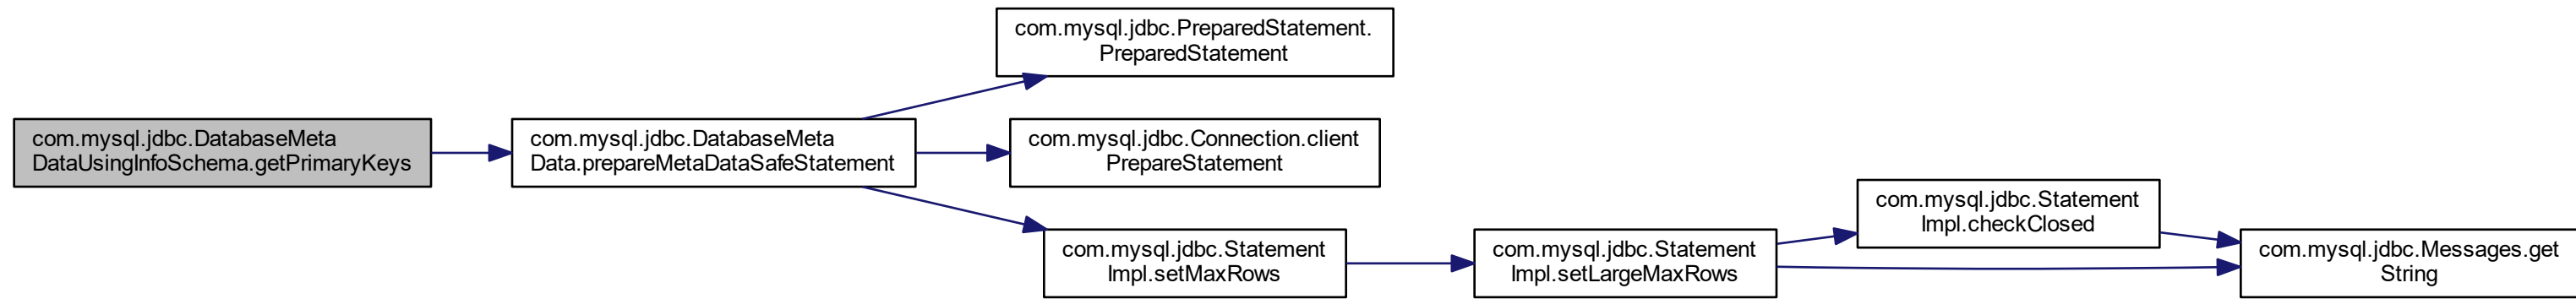 com.mysql.jdbc.DatabaseMeta
DataUsingInfoSchema.getPrimaryKeys
com.mysql.jdbc.DatabaseMeta
Data.prepareMetaDataSafeStatement
com.mysql.jdbc.PreparedStatement.
PreparedStatement
com.mysql.jdbc.Connection.client
PrepareStatement
com.mysql.jdbc.Statement
Impl.setMaxRows
com.mysql.jdbc.Statement
Impl.setLargeMaxRows
com.mysql.jdbc.Statement
Impl.checkClosed
com.mysql.jdbc.Messages.get
String